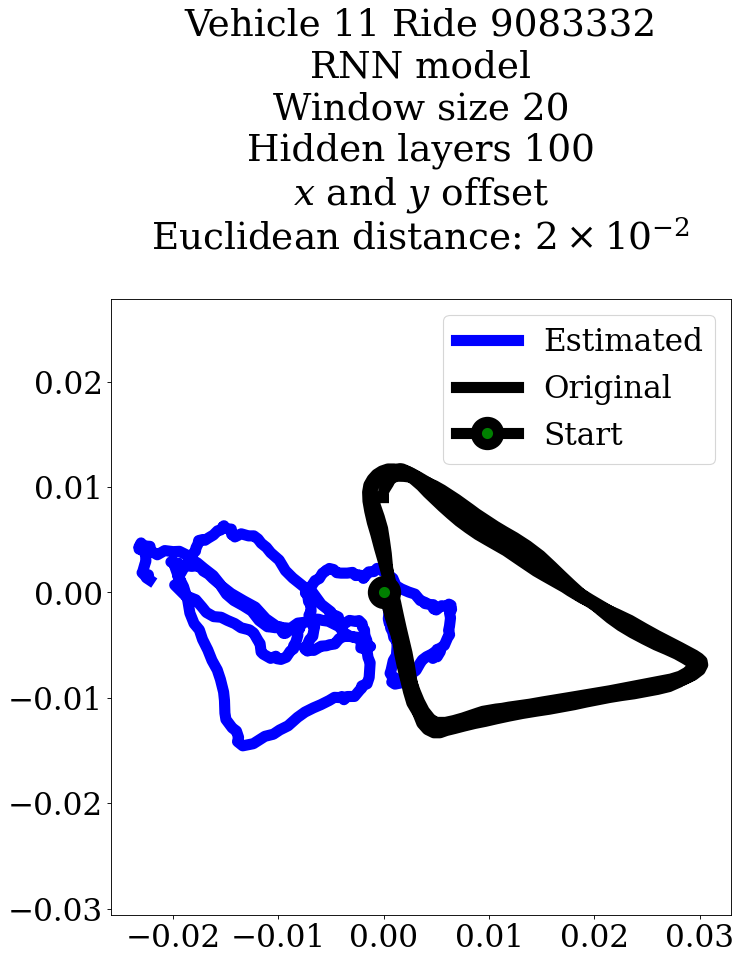 Vehicle 11 Ride 9083332
RNN model
Window size 20
Hidden layers 100
x and y offset
Euclidean distance: 2 × 10⁻²
Estimated
Original
Start
0.02
0.01
0.00
−0.01
−0.02
−0.03
−0.02 −0.01 0.00 0.01 0.02 0.03